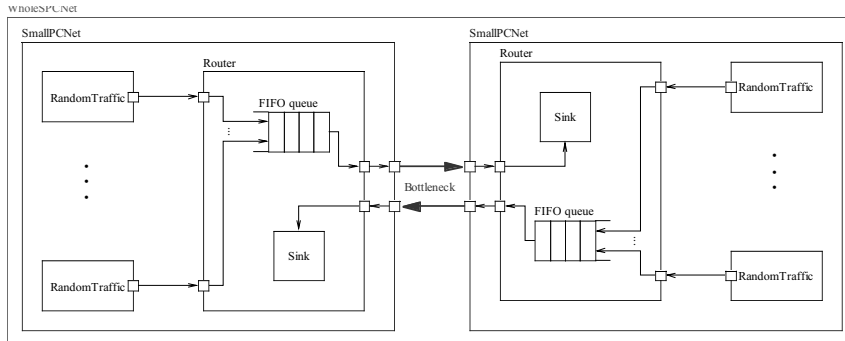 WholeSPCNet
SmallPCNet
Router
RandomTraffic
FIFO queue
RandomTraffic
Sink
Bottleneck
SmallPCNet
Router
RandomTraffic
Sink
FIFO queue
RandomTraffic